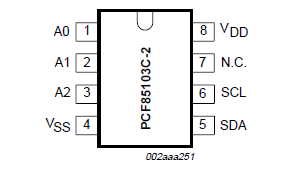 A0 1 8 VDD
A1 2 7 N.C.
A2 3 6 SCL
VSS 4 5 SDA
PCF85103C-2
002aaa251